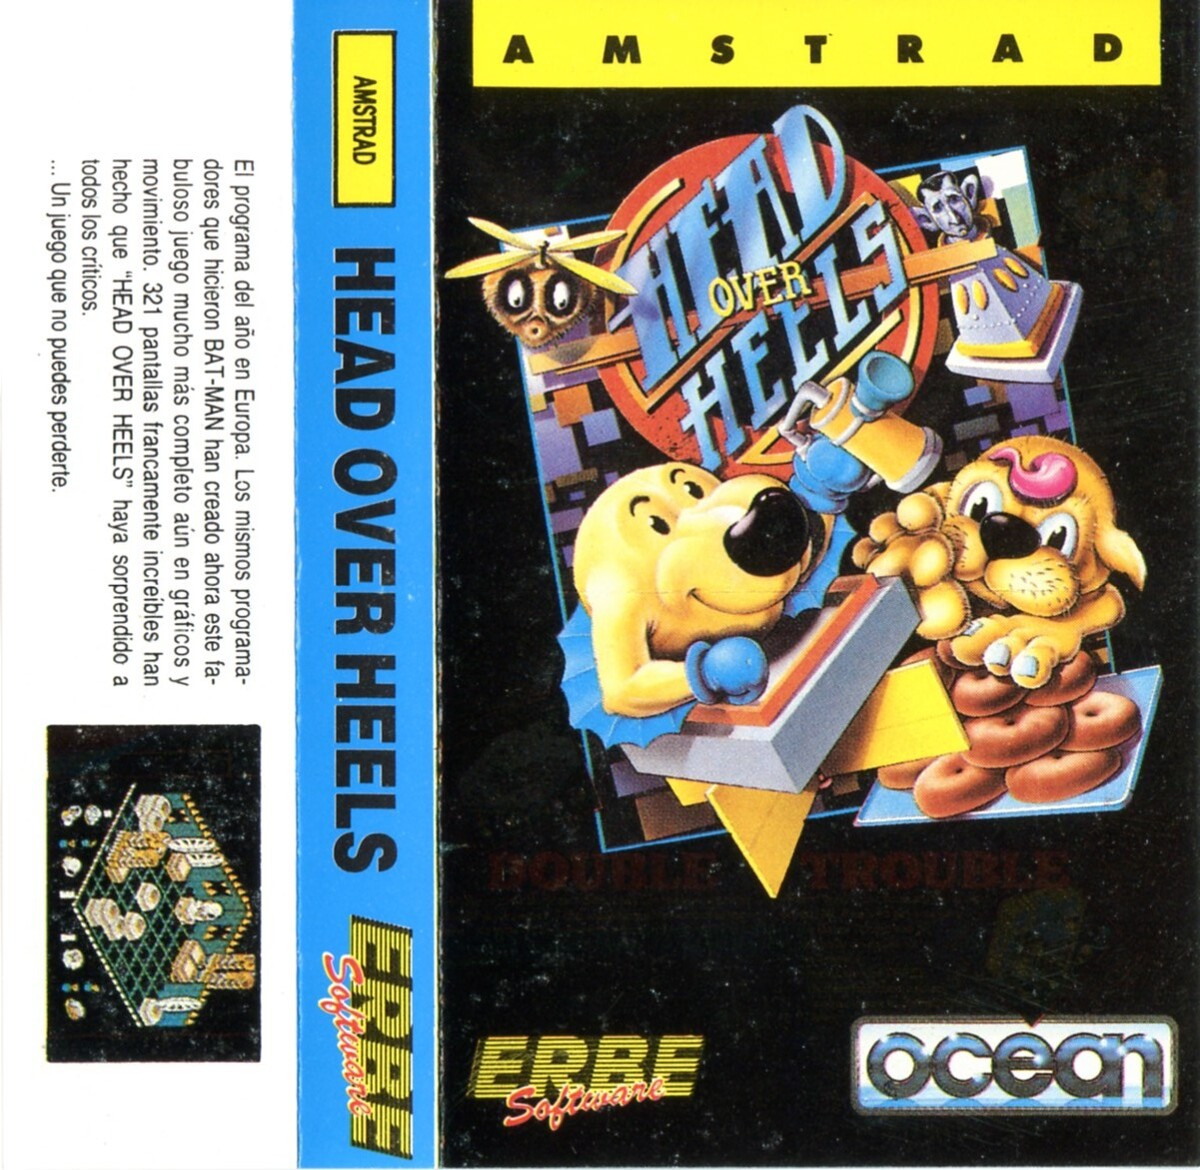 El programa del año en Europa. Los mismos programa-
dores que hicieron BAT-MAN han creado ahora este fa-
buloso juego mucho más completo aún en gráficos y
movimiento. 321 pantallas francamente increíbles han
hecho que "HEAD OVER HEELS" haya sorprendido a
todos los críticos.
... Un juego que no puedes perderte.
AMSTRAD
HEAD OVER HEELS
ERBE
Software
AMSTRAD
HEAD
OVER
HEELS
DOUBLE TROUBLE
ERBE
Software
ocean